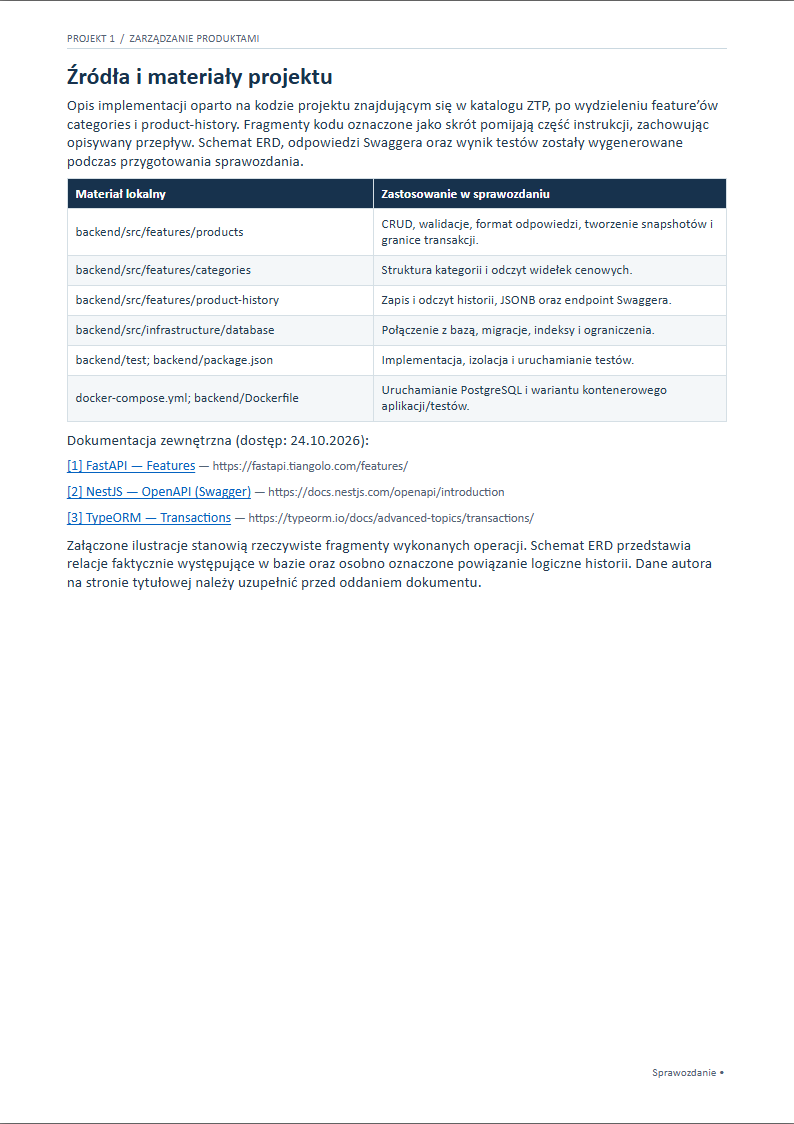 PROJEKT 1 / ZARZĄDZANIE PRODUKTAMI
Źródła i materiały projektu
Opis implementacji oparto na kodzie projektu znajdującym się w katalogu ZTP, po wydzieleniu feature’ów
categories i product-history. Fragmenty kodu oznaczone jako skrót pomijają część instrukcji, zachowując
opisywany przepływ. Schemat ERD, odpowiedzi Swaggera oraz wynik testów zostały wygenerowane
podczas przygotowania sprawozdania.
Materiał lokalny
Zastosowanie w sprawozdaniu
backend/src/features/products
CRUD, walidacje, format odpowiedzi, tworzenie snapshotów i
granice transakcji.
backend/src/features/categories
Struktura kategorii i odczyt widełek cenowych.
backend/src/features/product-history
Zapis i odczyt historii, JSONB oraz endpoint Swaggera.
backend/src/infrastructure/database
Połączenie z bazą, migracje, indeksy i ograniczenia.
backend/test; backend/package.json
Implementacja, izolacja i uruchamianie testów.
docker-compose.yml; backend/Dockerfile
Uruchamianie PostgreSQL i wariantu kontenerowego
aplikacji/testów.
Dokumentacja zewnętrzna (dostęp: 24.10.2026):
[1] FastAPI — Features — https://fastapi.tiangolo.com/features/
[2] NestJS — OpenAPI (Swagger) — https://docs.nestjs.com/openapi/introduction
[3] TypeORM — Transactions — https://typeorm.io/docs/advanced-topics/transactions/
Załączone ilustracje stanowią rzeczywiste fragmenty wykonanych operacji. Schemat ERD przedstawia
relacje faktycznie występujące w bazie oraz osobno oznaczone powiązanie logiczne historii. Dane autora
na stronie tytułowej należy uzupełnić przed oddaniem dokumentu.
Sprawozdanie •